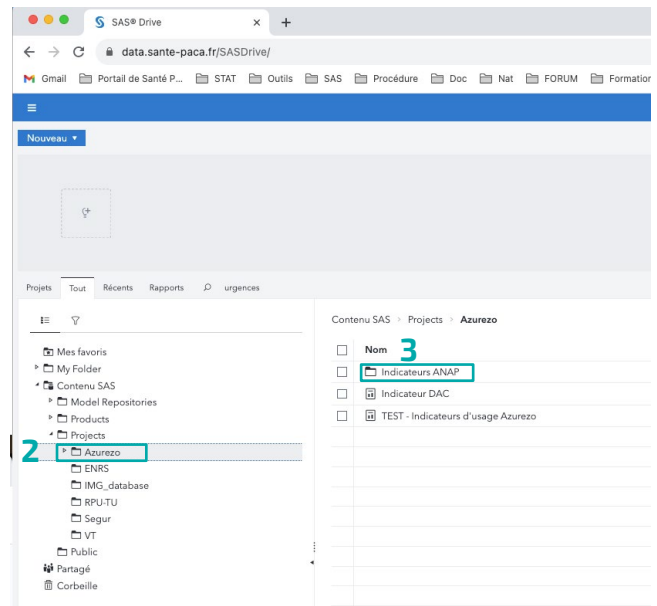 SAS® Drive
data.sante-paca.fr/SASDrive/
Gmail Portail de Santé P... STAT Outils SAS Procédure Doc Nat FORUM Formation
Nouveau
Projets Tout Récents Rapports urgences
Contenu SAS > Projects > Azurezo
Nom 3
Mes favoris
My Folder
Indicateurs ANAP
Contenu SAS
Indicateur DAC
Model Repositories
Products
TEST - Indicateurs d'usage Azurezo
Projects
2 Azurezo
ENRS
IMG_database
RPU-TU
Segur
VT
Public
Partagé
Corbeille